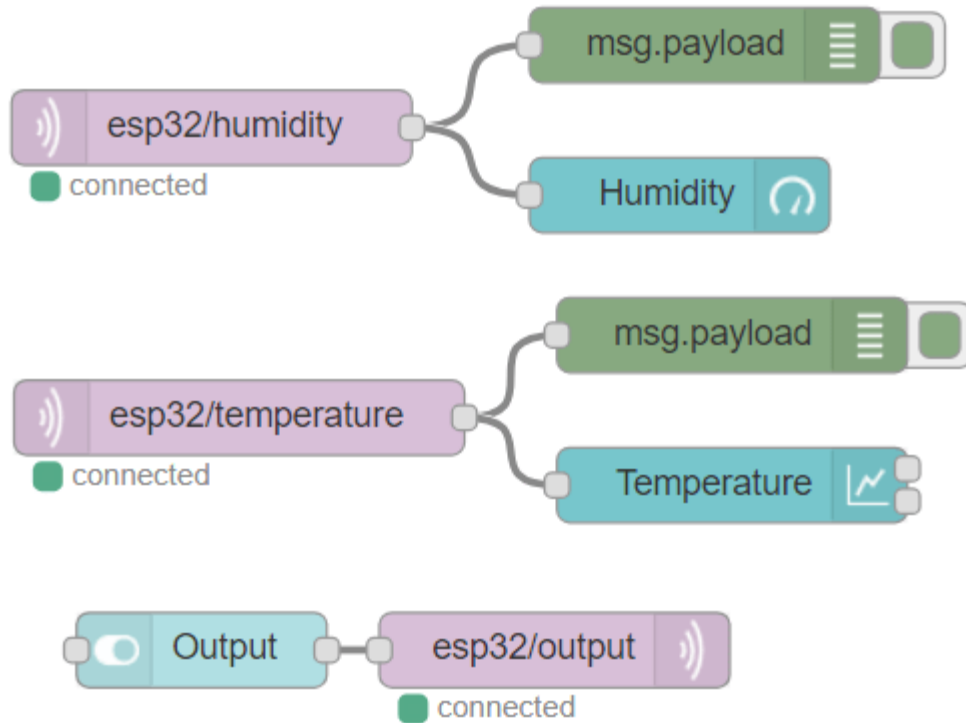 msg.payload
esp32/humidity
connected
Humidity
msg.payload
esp32/temperature
connected
Temperature
Output
esp32/output
connected